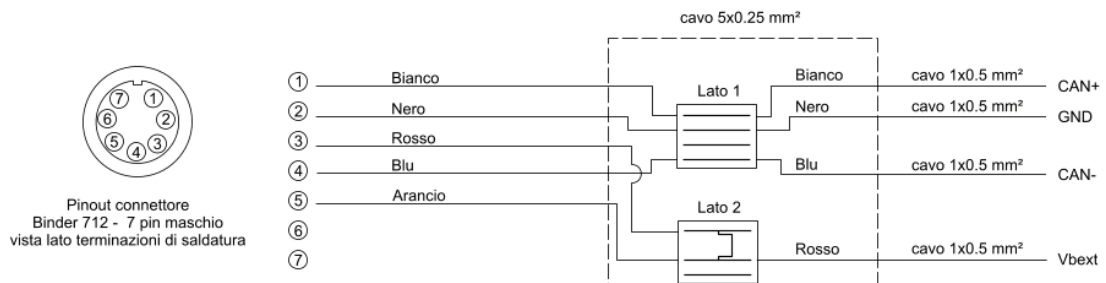 cavo 5x0.25 mm²
7
1
6
2
5
3
4
Pinout connettore
Binder 712 - 7 pin maschio
vista lato terminazioni di saldatura
1 Bianco
2 Nero
3 Rosso
4 Blu
5 Arancio
6
7
Lato 1
Bianco cavo 1x0.5 mm² CAN+
Nero cavo 1x0.5 mm² GND
Blu cavo 1x0.5 mm² CAN-
Lato 2
Rosso cavo 1x0.5 mm² Vbext